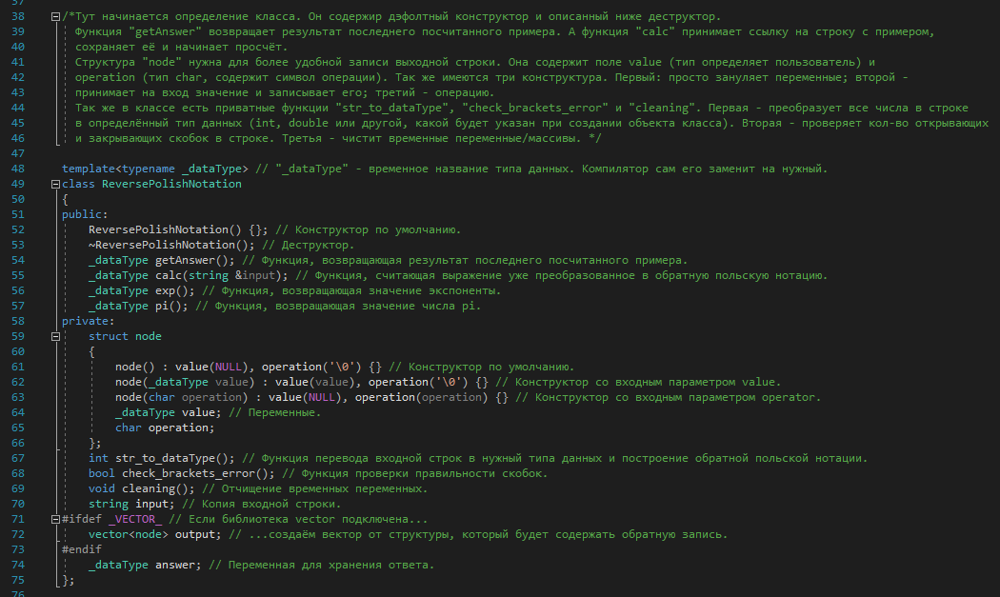 37
38 /*Тут начинается определение класса. Он содержир дэфолтный конструктор и описанный ниже деструктор.
39 Функция "getAnswer" возвращает результат последнего посчитанного примера. А функция "calc" принимает ссылку на строку с примером,
40 сохраняет её и начинает просчёт.
41 Структура "node" нужна для более удобной записи выходной строки. Она содержит поле value (тип определяет пользователь) и
42 operation (тип char, содержит символ операции). Так же имеются три конструктора. Первый: просто зануляет переменные; второй -
43 принимает на вход значение и записывает его; третий - операцию.
44 Так же в классе есть приватные функции "str_to_dataType", "check_brackets_error" и "cleaning". Первая - преобразует все числа в строке
45 в определённый тип данных (int, double или другой, какой будет указан при создании объекта класса). Вторая - проверяет кол-во открывающих
46 и закрывающих скобок в строке. Третья - чистит временные переменные/массивы. */
47
48 template<typename _dataType> // "_dataType" - временное название типа данных. Компилятор сам его заменит на нужный.
49 class ReversePolishNotation
50 {
51 public:
52 ReversePolishNotation() {}; // Конструктор по умолчанию.
53 ~ReversePolishNotation(); // Деструктор.
54 _dataType getAnswer(); // Функция, возвращающая результат последнего посчитанного примера.
55 _dataType calc(string &input); // Функция, считающая выражение уже преобразованное в обратную польскую нотацию.
56 _dataType exp(); // Функция, возвращающая значение экспоненты.
57 _dataType pi(); // Функция, возвращающая значение числа pi.
58 private:
59 struct node
60 {
61 node() : value(NULL), operation('\0') {} // Конструктор по умолчанию.
62 node(_dataType value) : value(value), operation('\0') {} // Конструктор со входным параметром value.
63 node(char operation) : value(NULL), operation(operation) {} // Конструктор со входным параметром operator.
64 _dataType value; // Переменные.
65 char operation;
66 };
67 int str_to_dataType(); // Функция перевода входной строк в нужный типа данных и построение обратной польской нотации.
68 bool check_brackets_error(); // Функция проверки правильности скобок.
69 void cleaning(); // Отчищение временных переменных.
70 string input; // Копия входной строки.
71 #ifdef _VECTOR_ // Если библиотека vector подключена...
72 vector<node> output; // ...создаём вектор от структуры, который будет содержать обратную запись.
73 #endif
74 _dataType answer; // Переменная для хранения ответа.
75 };
76